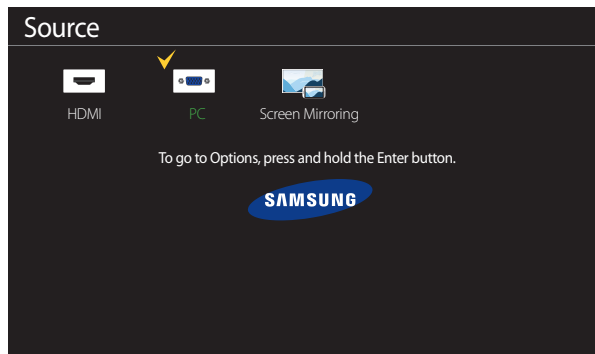 Source
HDMI PC Screen Mirroring
To go to Options, press and hold the Enter button.
SAMSUNG